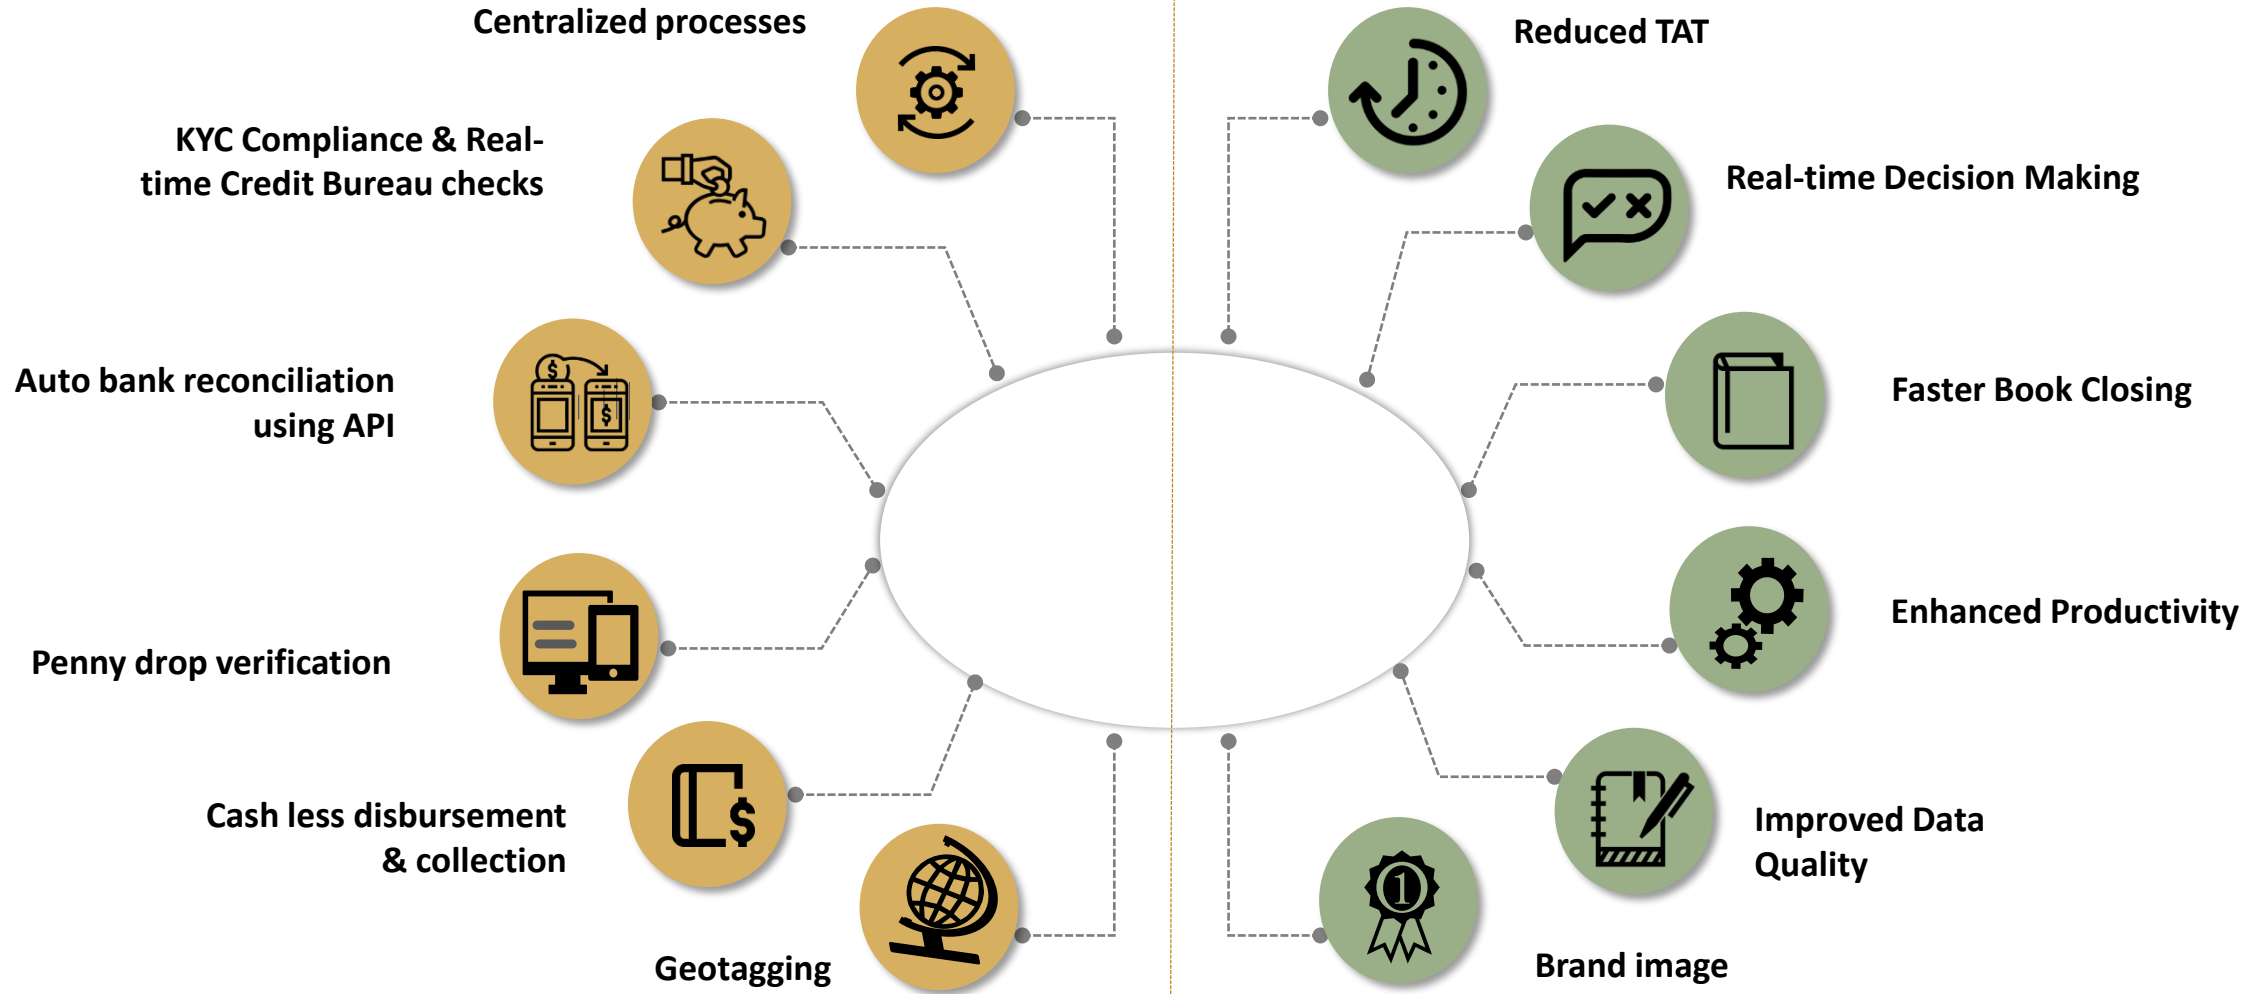 Centralized processes
KYC Compliance & Real-
time Credit Bureau checks
Auto bank reconciliation
using API
Penny drop verification
Cash less disbursement
& collection
Geotagging
Reduced TAT
Real-time Decision Making
Faster Book Closing
Enhanced Productivity
Improved Data
Quality
Brand image
$
$
$
1